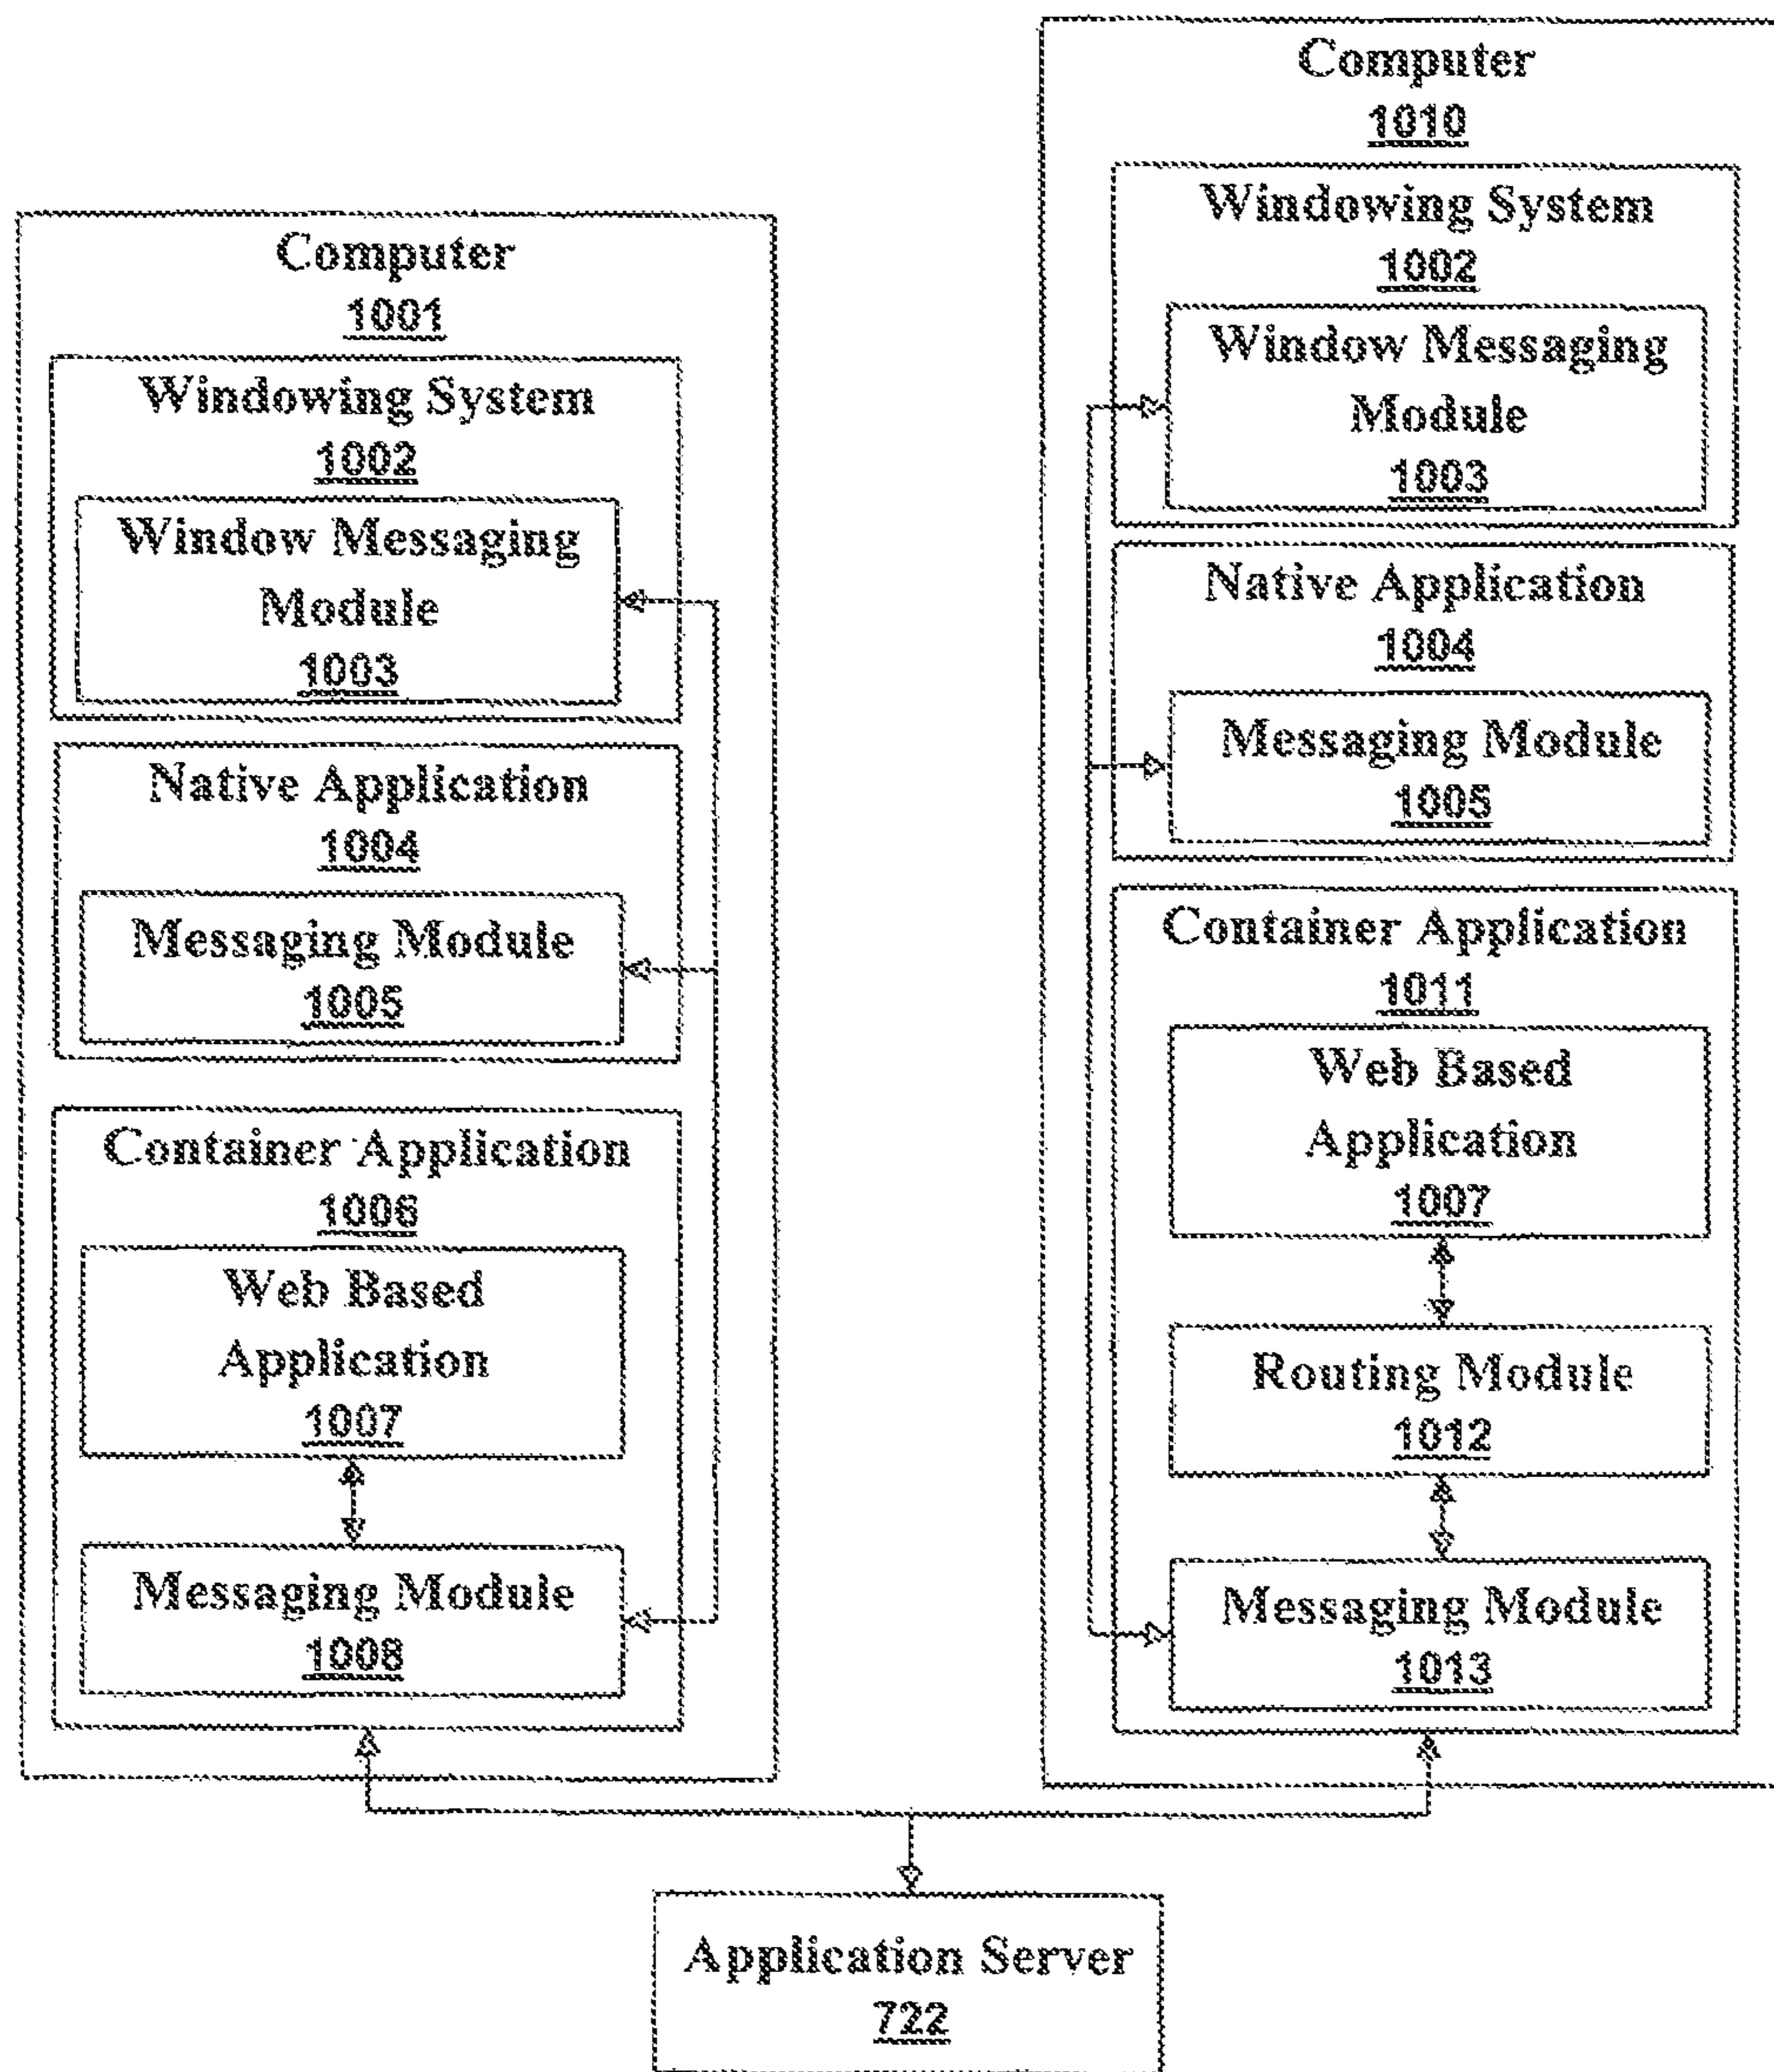 Computer
1001
Windowing System
1002
Window Messaging
Module
1003
Native Application
1004
Messaging Module
1005
Container Application
1006
Web Based
Application
1007
Messaging Module
1008
Computer
1010
Windowing System
1002
Window Messaging
Module
1003
Native Application
1004
Messaging Module
1005
Container Application
1011
Web Based
Application
1007
Routing Module
1012
Messaging Module
1013
Application Server
722